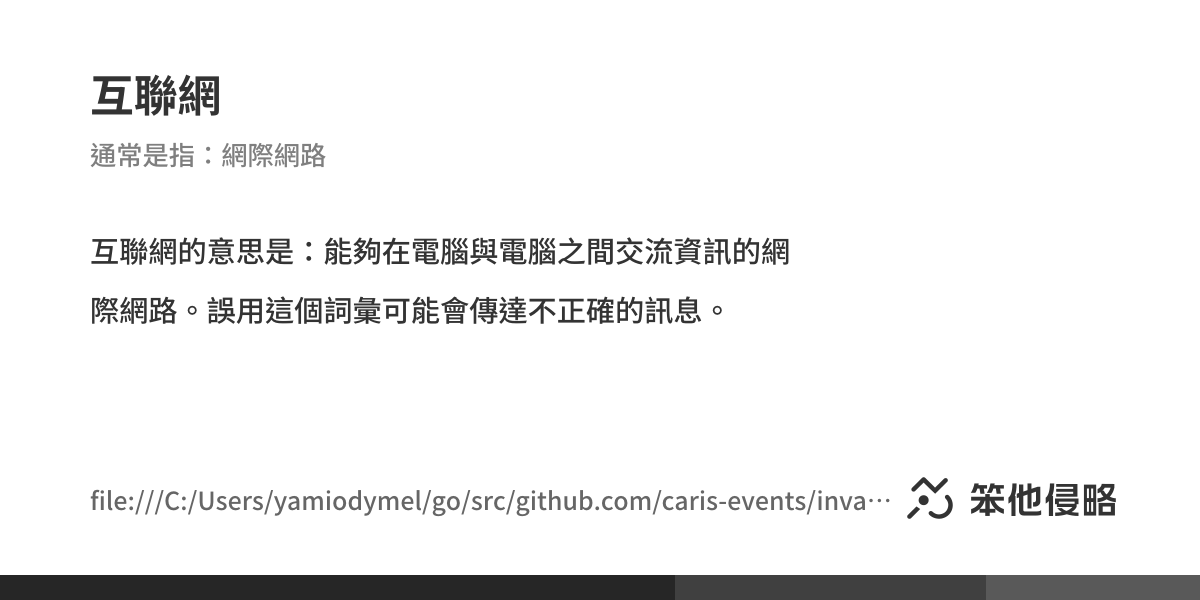 互聯網
通常是指：網際網路
互聯網的意思是：能夠在電腦與電腦之間交流資訊的網
際網路。誤用這個詞彙可能會傳達不正確的訊息。
file:///C:/Users/yamiodymel/go/src/github.com/caris-events/inva…
笨他侵略